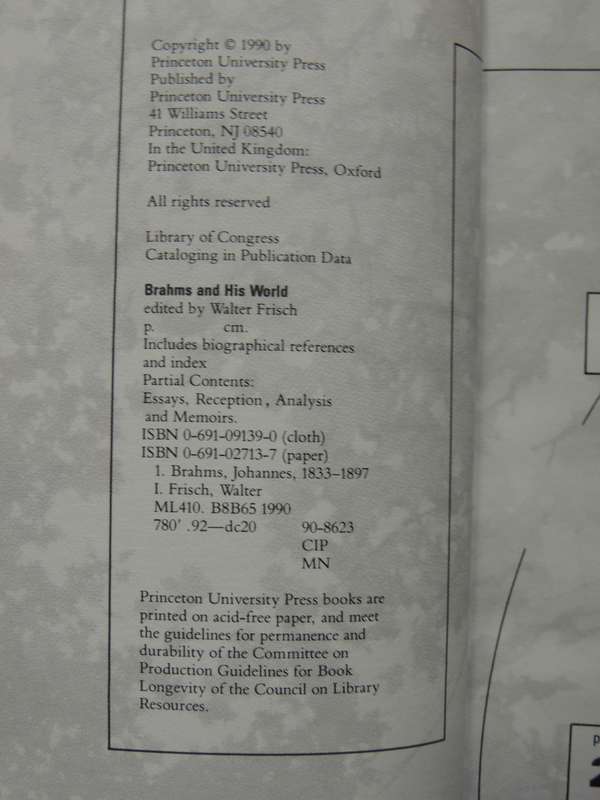 Copyright © 1990 by
Princeton University Press
Published by
Princeton University Press
41 Williams Street
Princeton, NJ 08540
In the United Kingdom:
Princeton University Press, Oxford
All rights reserved
Library of Congress
Cataloging in Publication Data
Brahms and His World
edited by Walter Frisch
p. cm.
Includes biographical references
and index
Partial Contents:
Essays, Reception, Analysis
and Memoirs.
ISBN 0-691-09139-0 (cloth)
ISBN 0-691-02713-7 (paper)
1. Brahms, Johannes, 1833–1897
I. Frisch, Walter
ML410. B8B65 1990
780' .92—dc20 90-8623
CIP
MN
Princeton University Press books are
printed on acid-free paper, and meet
the guidelines for permanence and
durability of the Committee on
Production Guidelines for Book
Longevity of the Council on Library
Resources.